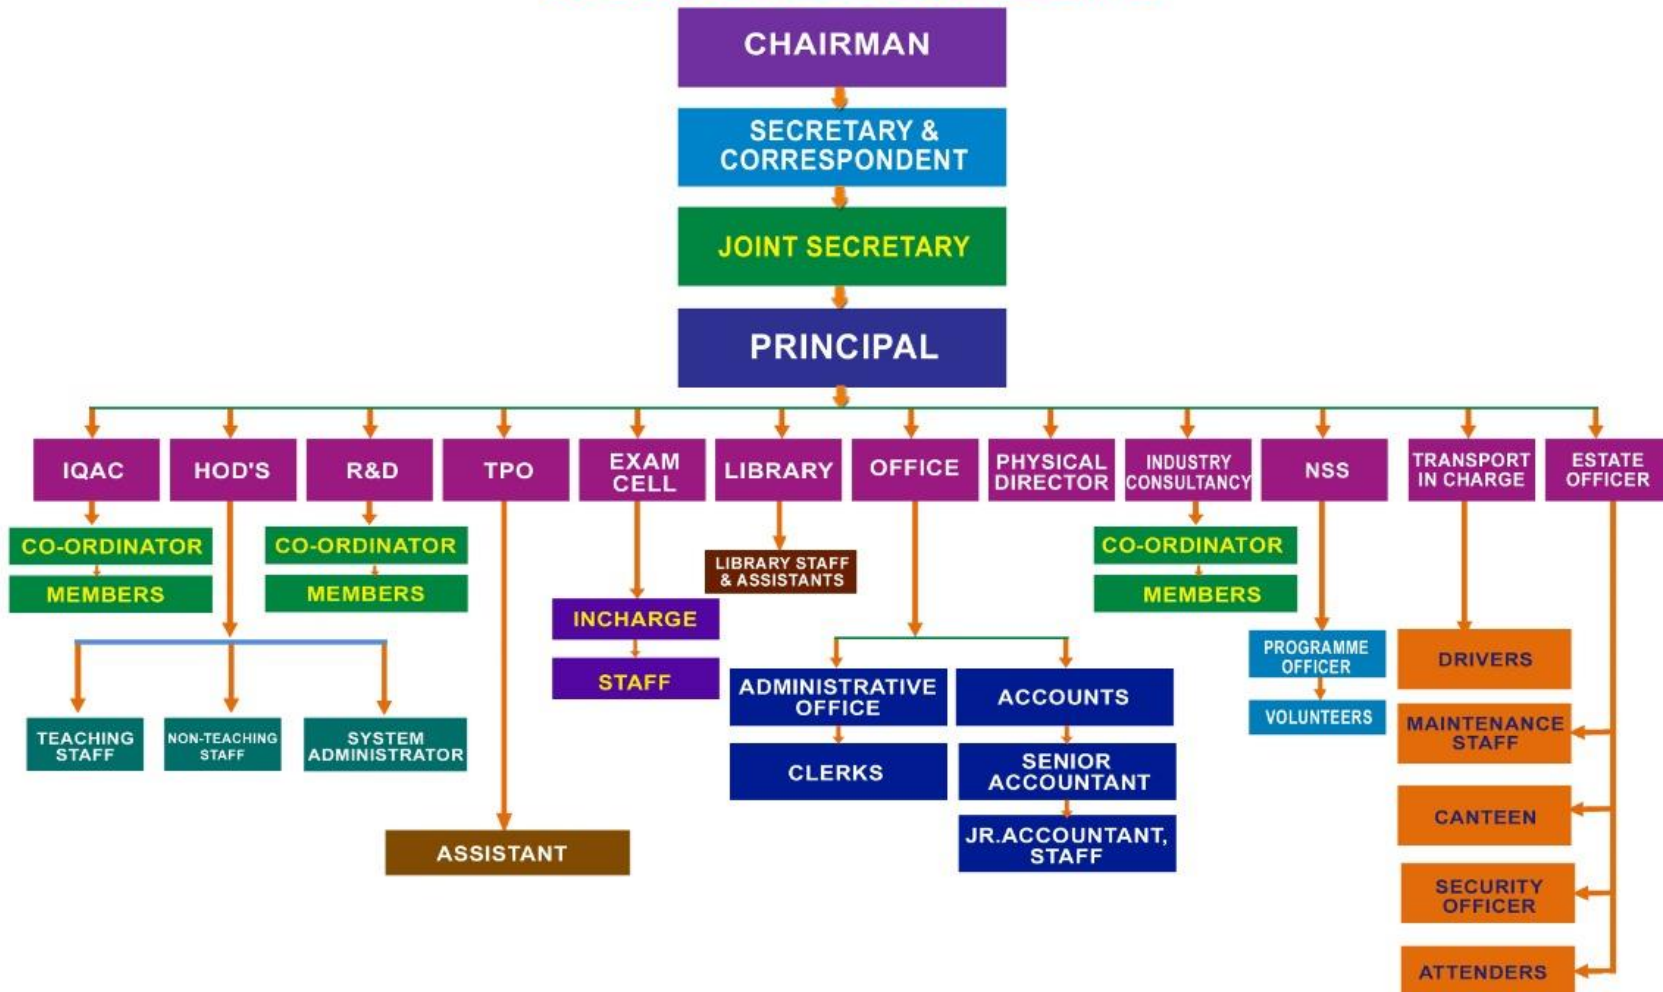 CHAIRMAN
SECRETARY &
CORRESPONDENT
JOINT SECRETARY
PRINCIPAL
IQAC
HOD'S
R&D
TPO
EXAM
CELL
LIBRARY
OFFICE
PHYSICAL
DIRECTOR
INDUSTRY
CONSULTANCY
NSS
TRANSPORT
IN CHARGE
ESTATE
OFFICER
CO-ORDINATOR
MEMBERS
CO-ORDINATOR
MEMBERS
LIBRARY STAFF
& ASSISTANTS
CO-ORDINATOR
MEMBERS
INCHARGE
STAFF
PROGRAMME
OFFICER
VOLUNTEERS
DRIVERS
ADMINISTRATIVE
OFFICE
CLERKS
ACCOUNTS
SENIOR
ACCOUNTANT
JR.ACCOUNTANT,
STAFF
TEACHING
STAFF
NON-TEACHING
STAFF
SYSTEM
ADMINISTRATOR
MAINTENANCE
STAFF
CANTEEN
ASSISTANT
SECURITY
OFFICER
ATTENDERS